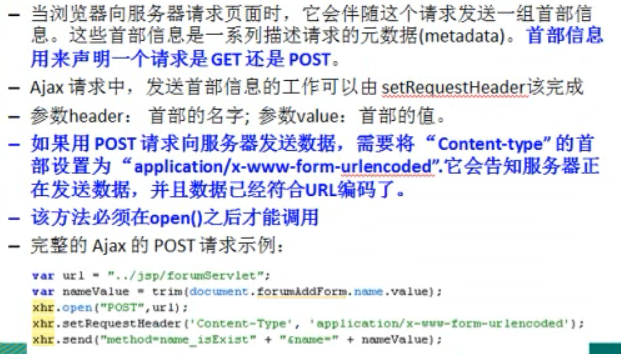 – 当浏览器向服务器请求页面时，它会伴随这个请求发送一组首部信
息。这些首部信息是一系列描述请求的元数据(metadata)。首部信息
用来声明一个请求是 GET 还是 POST。
– Ajax 请求中，发送首部信息的工作可以由 setRequestHeader该完成
– 参数header： 首部的名字; 参数value：首部的值。
– 如果用 POST 请求向服务器发送数据，需要将 “Content-type” 的首
部设置为 “application/x-www-form-urlencoded”.它会告知服务器正
在发送数据，并且数据已经符合URL编码了。
– 该方法必须在open()之后才能调用
– 完整的 Ajax 的 POST 请求示例：
var url = "../jsp/forumServlet";
var nameValue = trim(document.forumAddForm.name.value);
xhr.open("POST",url);
xhr.setRequestHeader('Content-Type', 'application/x-www-form-urlencoded');
xhr.send("method=name_isExist" + "&name=" + nameValue);